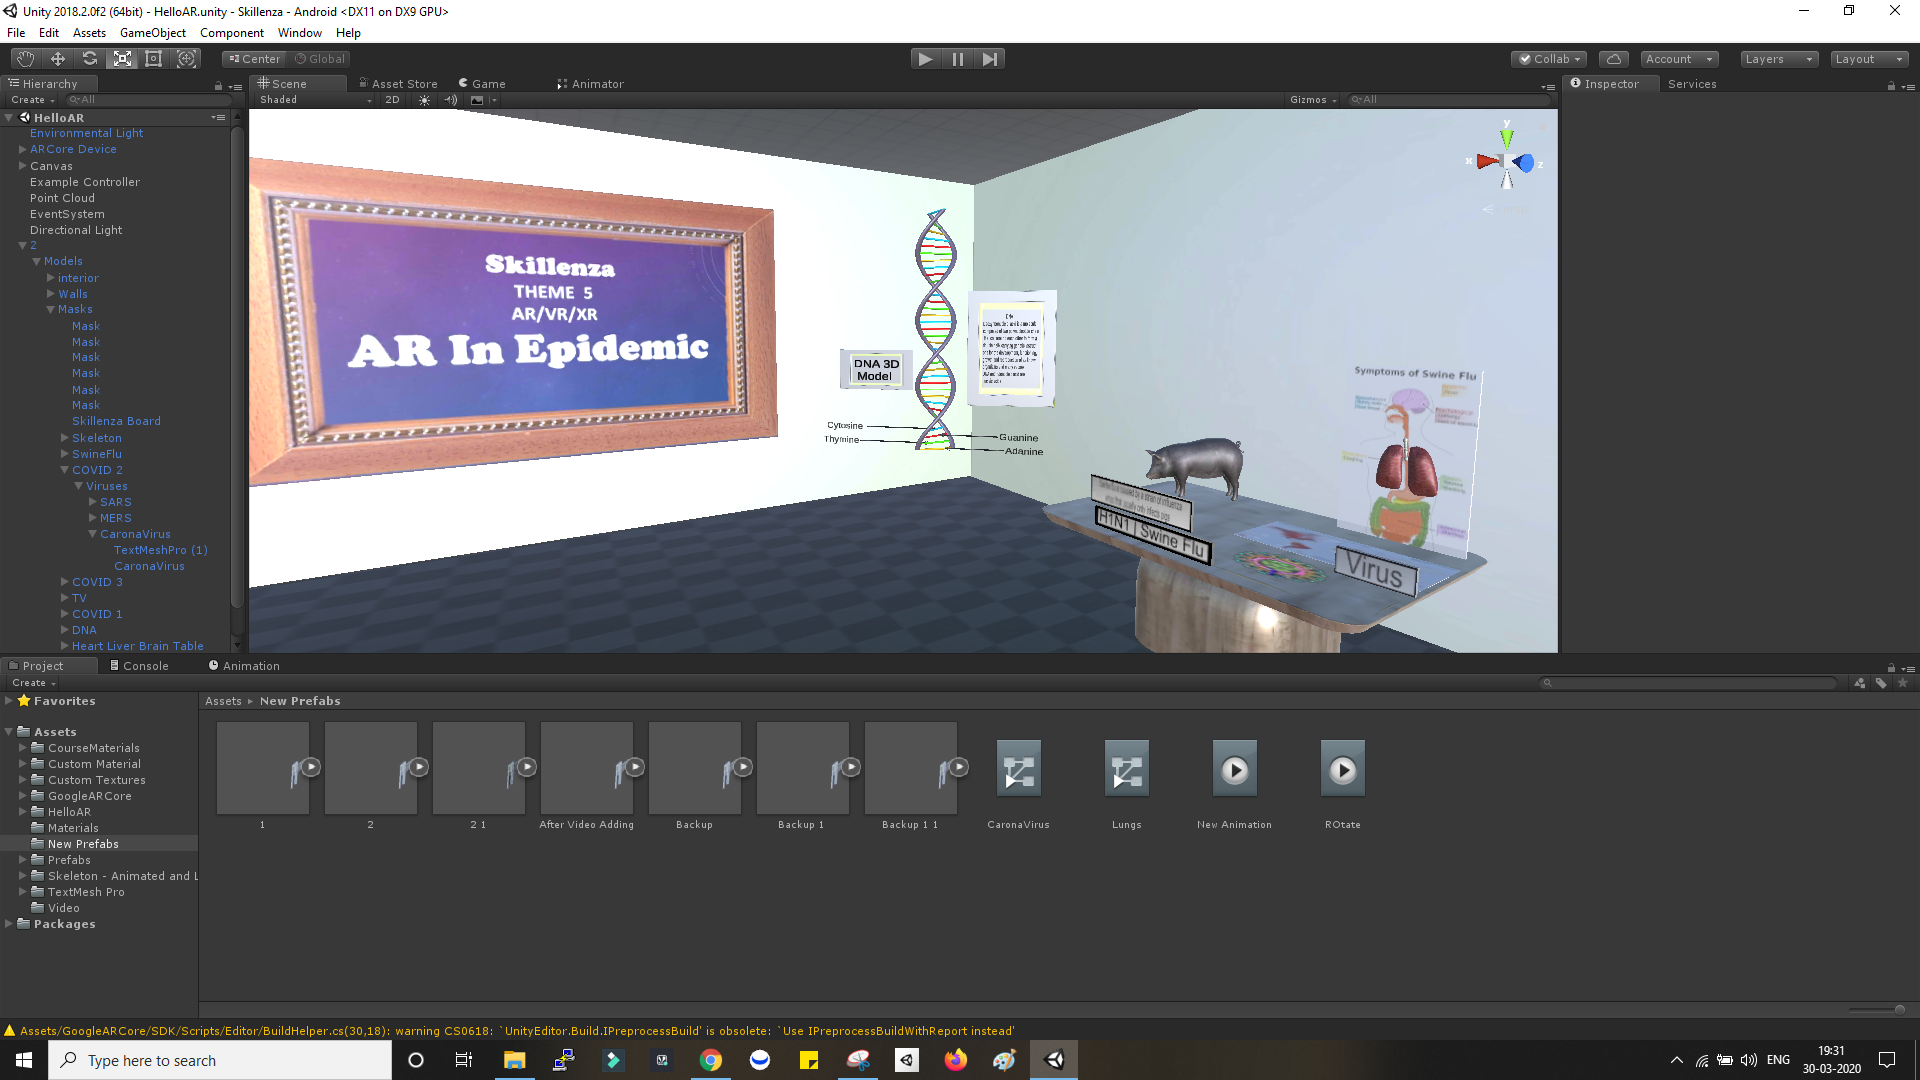 Unity 2018.2.0f2 (64bit) - HelloAR.unity - Skillenza - Android <DX11 on DX9 GPU>
File Edit Assets GameObject Component Window Help
Center Global
Collab Account Layers Layout
Hierarchy
Create All
HelloAR
Environmental Light
ARCore Device
Canvas
Example Controller
Point Cloud
EventSystem
Directional Light
2
Models
interior
Walls
Masks
Mask
Mask
Mask
Mask
Mask
Mask
Skillenza Board
Skeleton
SwineFlu
COVID 2
Viruses
SARS
MERS
CaronaVirus
TextMeshPro (1)
CaronaVirus
COVID 3
TV
COVID 1
DNA
Heart Liver Brain Table
Scene Asset Store Game Animator
Shaded 2D Gizmos All
Skillenza
THEME 5
AR/VR/XR
AR In Epidemic
DNA 3D
Model
Cytosine
Thymine
Guanine
Adanine
Symptoms of Swine Flu
H1N1 | Swine Flu
Virus
y
x
z
Inspector Services
Project Console Animation
Create
Favorites
Assets
CourseMaterials
Custom Material
Custom Textures
GoogleARCore
HelloAR
Materials
New Prefabs
Prefabs
Skeleton - Animated and L
TextMesh Pro
Video
Packages
Assets New Prefabs
1 2 2 1 After Video Adding Backup Backup 1 Backup 1 1 CaronaVirus Lungs New Animation ROtate
Assets/GoogleARCore/SDK/Scripts/Editor/BuildHelper.cs(30,18): warning CS0618: `UnityEditor.Build.IPreprocessBuild' is obsolete: `Use IPreprocessBuildWithReport instead'
Type here to search
ENG
19:31
30-03-2020